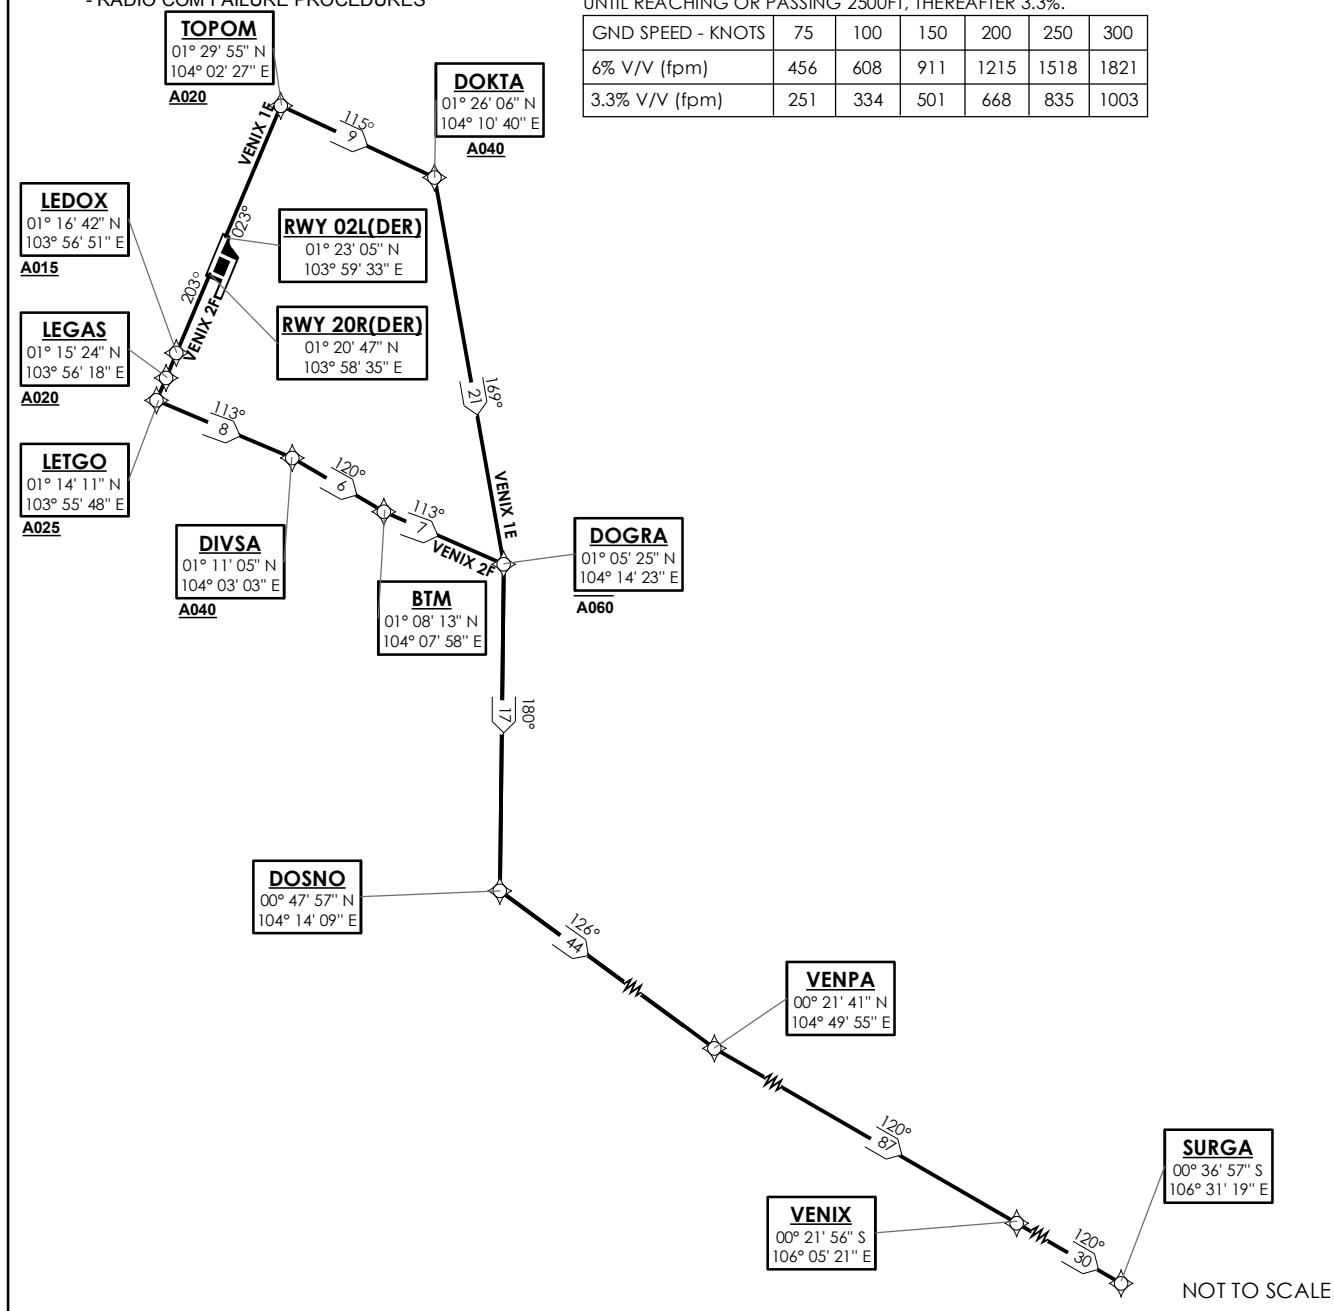 - RADIO COM FAILURE PROCEDURES
UNTIL REACHING OR PASSING 2500FT, THEREAFTER 3.3%.
GND SPEED - KNOTS 75 100 150 200 250 300
6% V/V (fpm) 456 608 911 1215 1518 1821
3.3% V/V (fpm) 251 334 501 668 835 1003
TOPOM
01° 29' 55" N
104° 02' 27" E
A020
DOKTA
01° 26' 06" N
104° 10' 40" E
A040
115°
9
VENIX 1E
023°
LEDOX
01° 16' 42" N
103° 56' 51" E
A015
RWY 02L(DER)
01° 23' 05" N
103° 59' 33" E
203°
VENIX 2F
RWY 20R(DER)
01° 20' 47" N
103° 58' 35" E
LEGAS
01° 15' 24" N
103° 56' 18" E
A020
169°
21
113°
8
LETGO
01° 14' 11" N
103° 55' 48" E
A025
120°
6
113°
7
VENIX 1E
VENIX 2F
DIVSA
01° 11' 05" N
104° 03' 03" E
A040
BTM
01° 08' 13" N
104° 07' 58" E
DOGRA
01° 05' 25" N
104° 14' 23" E
A060
180°
17
DOSNO
00° 47' 57" N
104° 14' 09" E
126°
44
VENPA
00° 21' 41" N
104° 49' 55" E
120°
87
SURGA
00° 36' 57" S
106° 31' 19" E
VENIX
00° 21' 56" S
106° 05' 21" E
120°
30
NOT TO SCALE